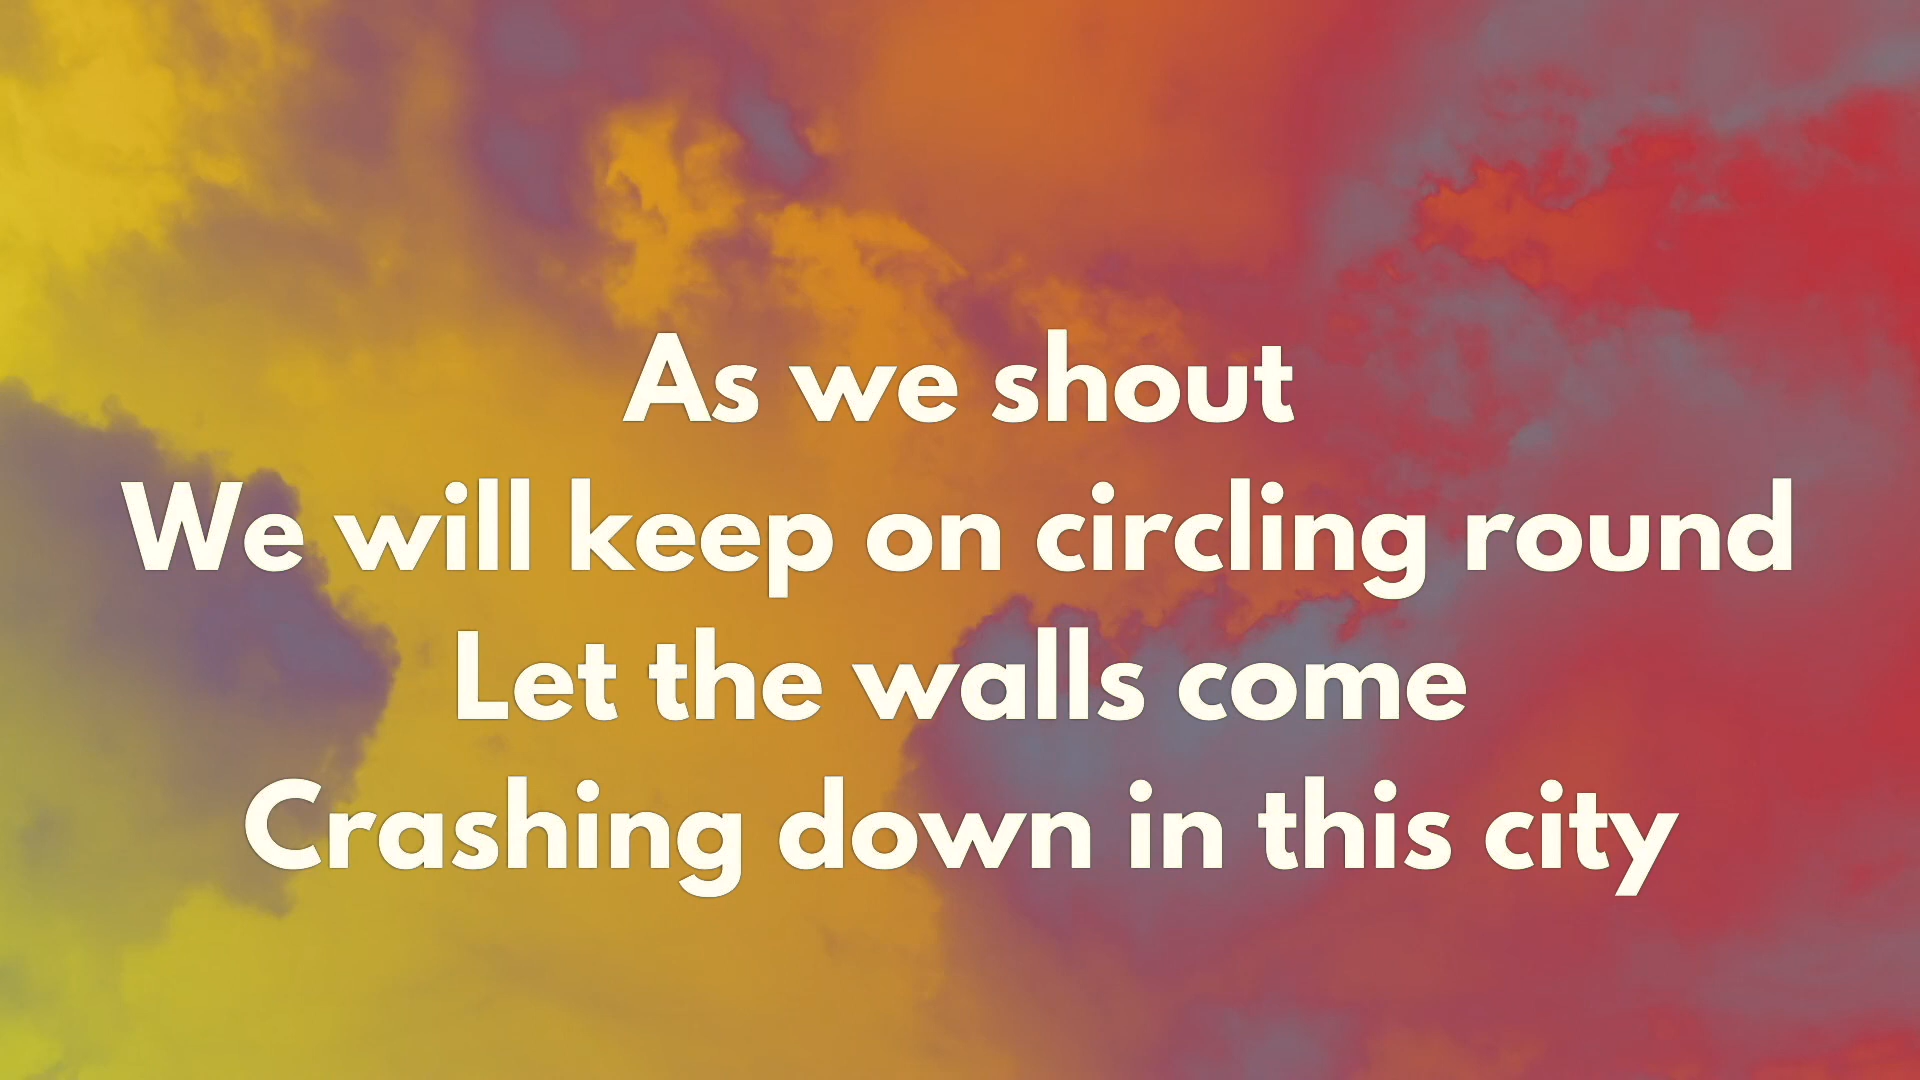 As we shout
We will keep on circling round
Let the walls come
Crashing down in this city